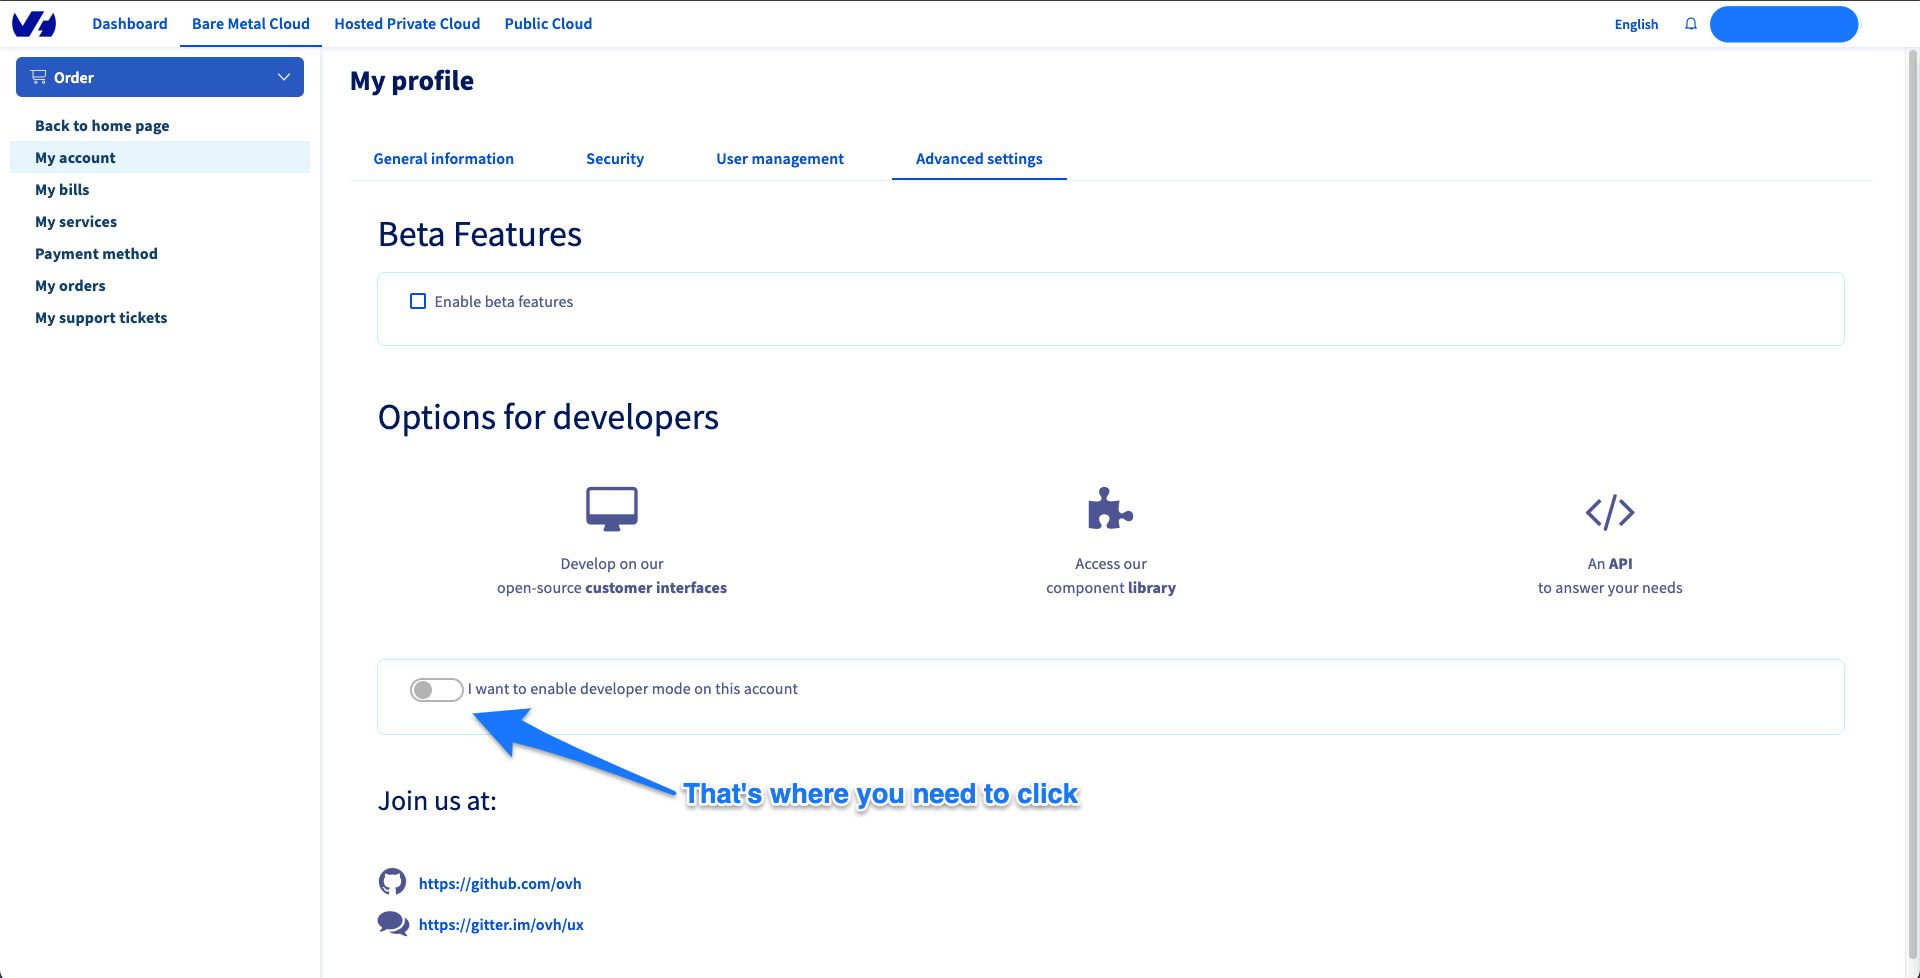 Dashboard
Bare Metal Cloud
Hosted Private Cloud
Public Cloud
English
Order
Back to home page
My account
My bills
My services
Payment method
My orders
My support tickets
My profile
General information
Security
User management
Advanced settings
Beta Features
Enable beta features
Options for developers
Develop on our
open-source customer interfaces
Access our
component library
An API
to answer your needs
I want to enable developer mode on this account
That's where you need to click
Join us at:
https://github.com/ovh
https://gitter.im/ovh/ux